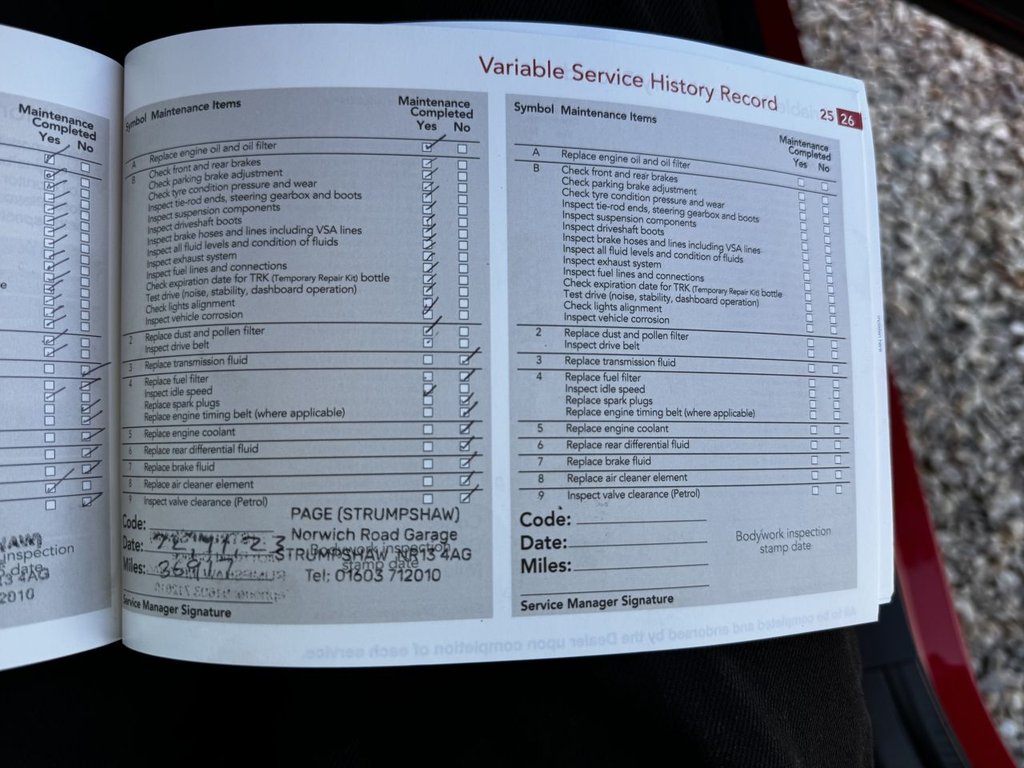 Variable Service History Record
25 26
Maintenance
Completed
Yes No
Symbol Maintenance Items
Maintenance
Completed
Yes No
A Replace engine oil and oil filter
B Check front and rear brakes
Check parking brake adjustment
Check tyre condition pressure and wear
Inspect tie-rod ends, steering gearbox and boots
Inspect suspension components
Inspect driveshaft boots
Inspect brake hoses and lines including VSA lines
Inspect all fluid levels and condition of fluids
Inspect exhaust system
Inspect fuel lines and connections
Check expiration date for TRK (Temporary Repair Kit) bottle
Test drive (noise, stability, dashboard operation)
Check lights alignment
Inspect vehicle corrosion
2 Replace dust and pollen filter
Inspect drive belt
3 Replace transmission fluid
4 Replace fuel filter
Inspect idle speed
Replace spark plugs
Replace engine timing belt (where applicable)
5 Replace engine coolant
6 Replace rear differential fluid
7 Replace brake fluid
8 Replace air cleaner element
9 Inspect valve clearance (Petrol)
Code:
Date:
Miles:
PAGE (STRUMPSHAW)
Norwich Road Garage
STRUMPSHAW NR13 4AG
Tel: 01603 712010
Bodywork inspection
stamp date
Service Manager Signature
Symbol Maintenance Items
Maintenance
Completed
Yes No
A Replace engine oil and oil filter
B Check front and rear brakes
Check parking brake adjustment
Check tyre condition pressure and wear
Inspect tie-rod ends, steering gearbox and boots
Inspect suspension components
Inspect driveshaft boots
Inspect brake hoses and lines including VSA lines
Inspect all fluid levels and condition of fluids
Inspect exhaust system
Inspect fuel lines and connections
Check expiration date for TRK (Temporary Repair Kit) bottle
Test drive (noise, stability, dashboard operation)
Check lights alignment
Inspect vehicle corrosion
2 Replace dust and pollen filter
Inspect drive belt
3 Replace transmission fluid
4 Replace fuel filter
Inspect idle speed
Replace spark plugs
Replace engine timing belt (where applicable)
5 Replace engine coolant
6 Replace rear differential fluid
7 Replace brake fluid
8 Replace air cleaner element
9 Inspect valve clearance (Petrol)
Code:
Date:
Miles:
Bodywork inspection
stamp date
Service Manager Signature